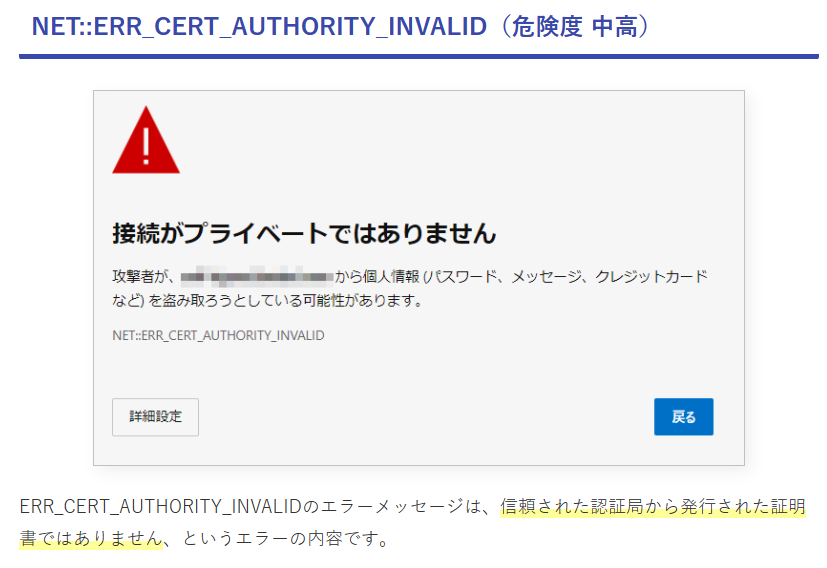 NET::ERR_CERT_AUTHORITY_INVALID（危険度 中高）
接続がプライベートではありません
攻撃者が、から個人情報 (パスワード、メッセージ、クレジットカード
など) を盗み取ろうとしている可能性があります。
NET::ERR_CERT_AUTHORITY_INVALID
詳細設定
戻る
ERR_CERT_AUTHORITY_INVALIDのエラーメッセージは、信頼された認証局から発行された証明
書ではありません、というエラーの内容です。